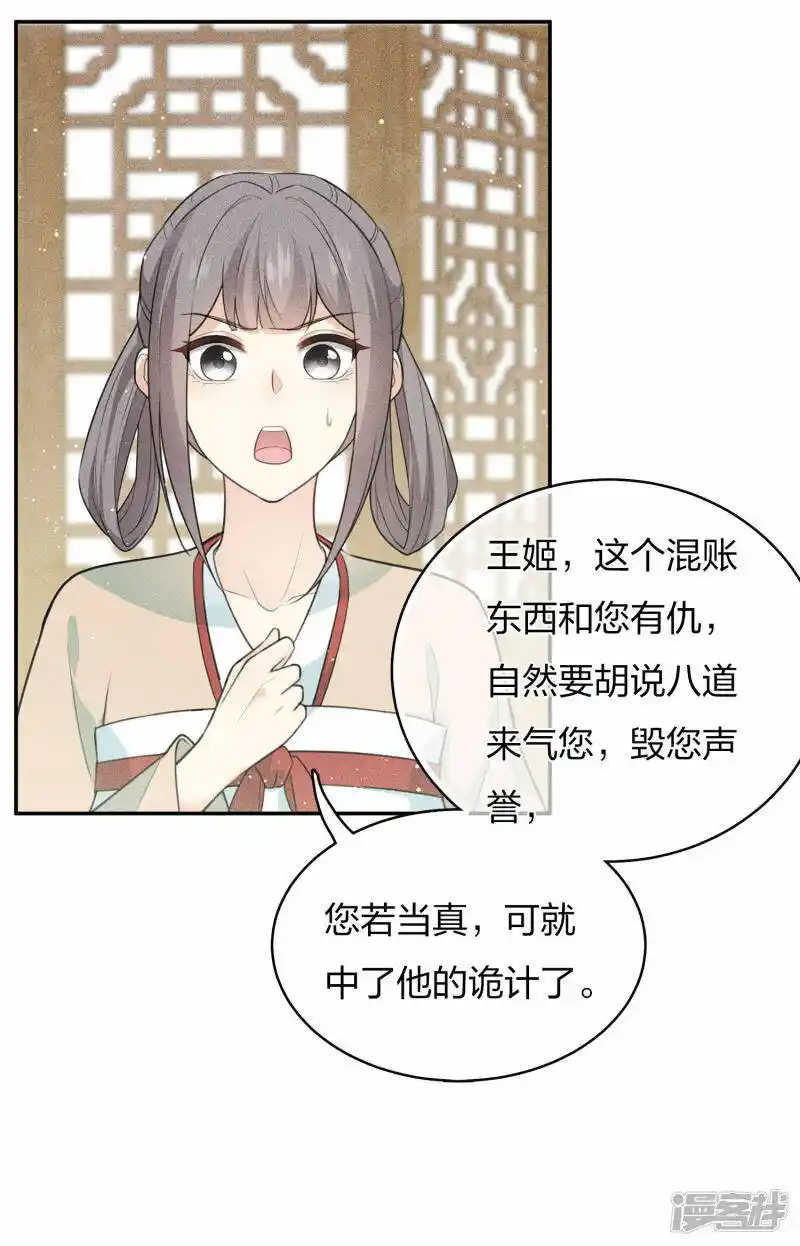 王姬，这个混账
东西和您有仇，
自然要胡说八道
来气您，毁您声
誉，
您若当真，可就
中了他的诡计了。
漫客栈